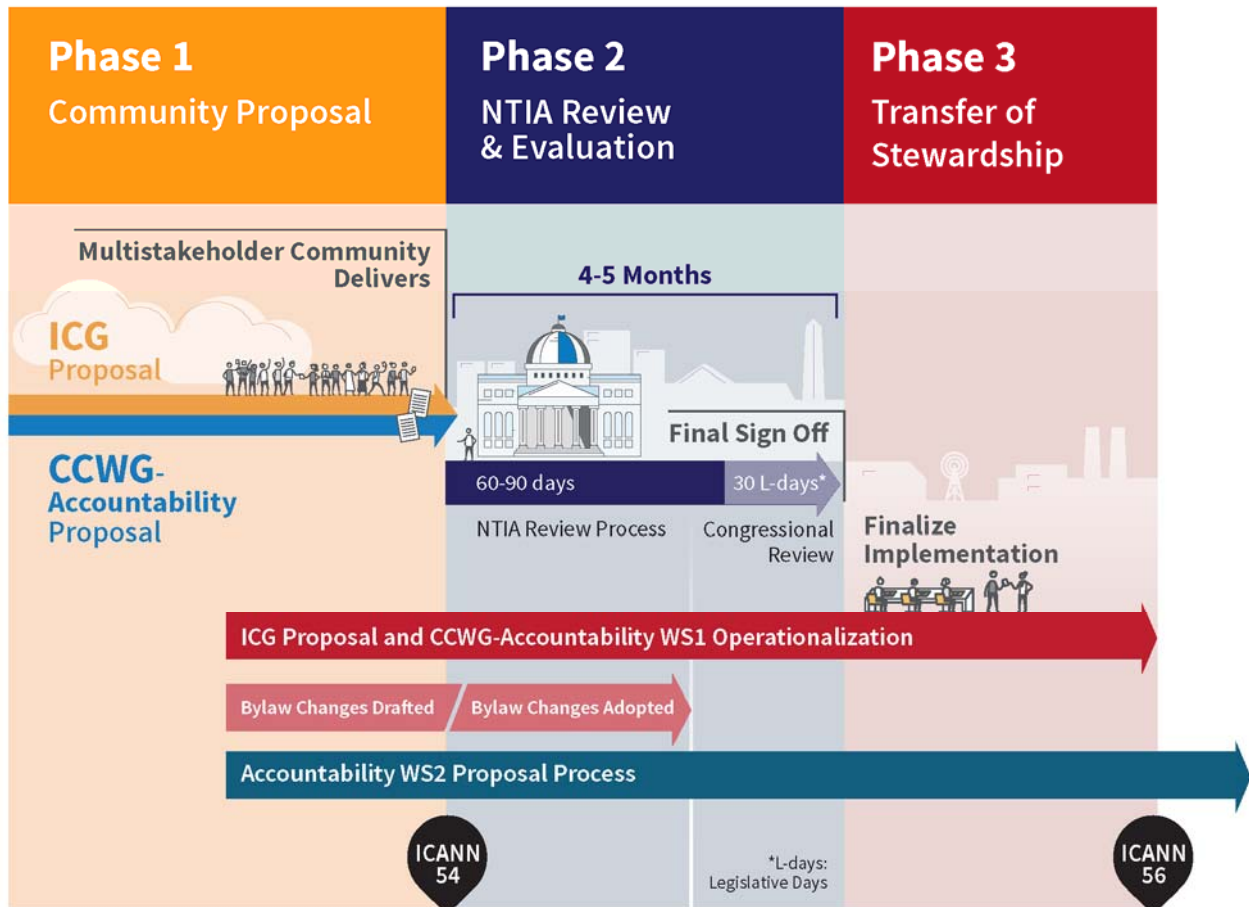 Phase 1
Community Proposal
Phase 2
NTIA Review
& Evaluation
Phase 3
Transfer of
Stewardship
Multistakeholder Community
Delivers
ICG
Proposal
CCWG-
Accountability
Proposal
4-5 Months
Final Sign Off
60-90 days
30 L-days*
NTIA Review Process
Congressional
Review
Finalize
Implementation
ICG Proposal and CCWG-Accountability WS1 Operationalization
Bylaw Changes Drafted
Bylaw Changes Adopted
Accountability WS2 Proposal Process
ICANN
54
*L-days:
Legislative Days
ICANN
56